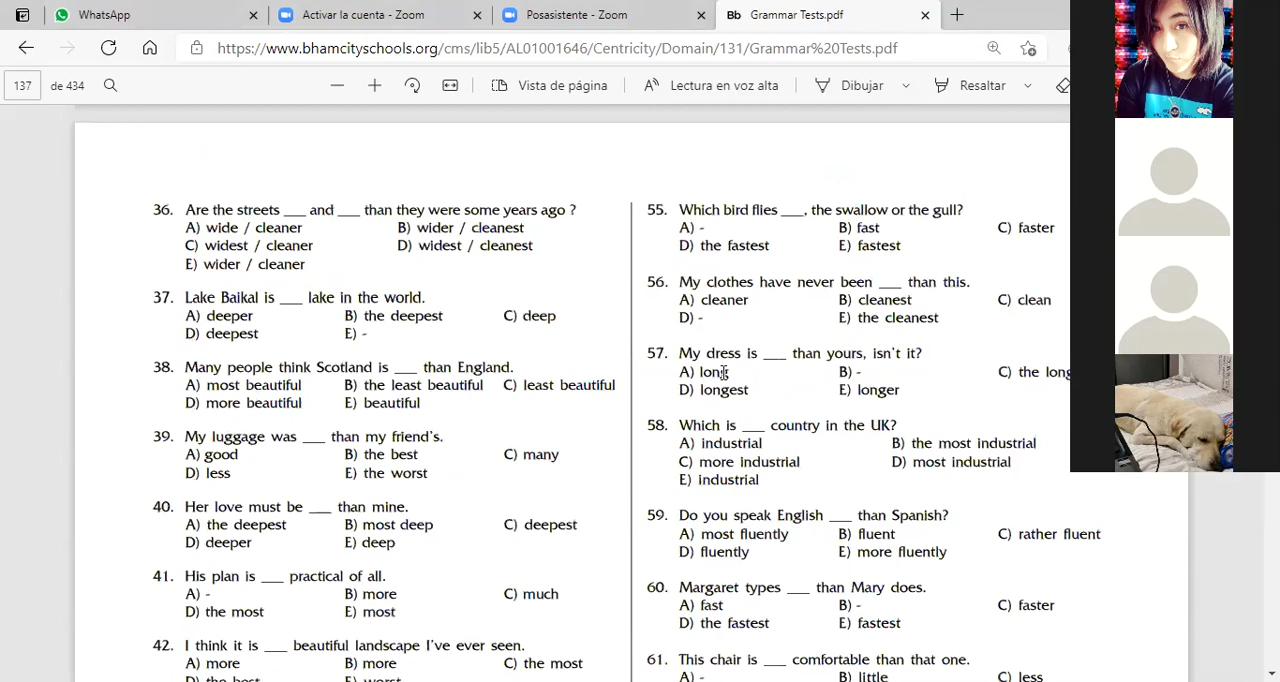 WhatsApp
Activar la cuenta - Zoom
Posasistente - Zoom
Bb Grammar Tests.pdf
https://www.bhamcityschools.org/cms/lib5/AL01001646/Centricity/Domain/131/Grammar%20Tests.pdf
137 de 434
Vista de página
Lectura en voz alta
Dibujar
Resaltar
36. Are the streets ___ and ___ than they were some years ago ?
A) wide / cleaner B) wider / cleanest
C) widest / cleaner D) widest / cleanest
E) wider / cleaner
37. Lake Baikal is ___ lake in the world.
A) deeper B) the deepest C) deep
D) deepest E) -
38. Many people think Scotland is ___ than England.
A) most beautiful B) the least beautiful C) least beautiful
D) more beautiful E) beautiful
39. My luggage was ___ than my friend's.
A) good B) the best C) many
D) less E) the worst
40. Her love must be ___ than mine.
A) the deepest B) most deep C) deepest
D) deeper E) deep
41. His plan is ___ practical of all.
A) - B) more C) much
D) the most E) most
42. I think it is ___ beautiful landscape I've ever seen.
A) more B) more C) the most
D) the best E) worst
55. Which bird flies ___, the swallow or the gull?
A) - B) fast C) faster
D) the fastest E) fastest
56. My clothes have never been ___ than this.
A) cleaner B) cleanest C) clean
D) - E) the cleanest
57. My dress is ___ than yours, isn't it?
A) long B) - C) the long
D) longest E) longer
58. Which is ___ country in the UK?
A) industrial B) the most industrial
C) more industrial D) most industrial
E) industrial
59. Do you speak English ___ than Spanish?
A) most fluently B) fluent C) rather fluent
D) fluently E) more fluently
60. Margaret types ___ than Mary does.
A) fast B) - C) faster
D) the fastest E) fastest
61. This chair is ___ comfortable than that one.
A) - B) little C) less